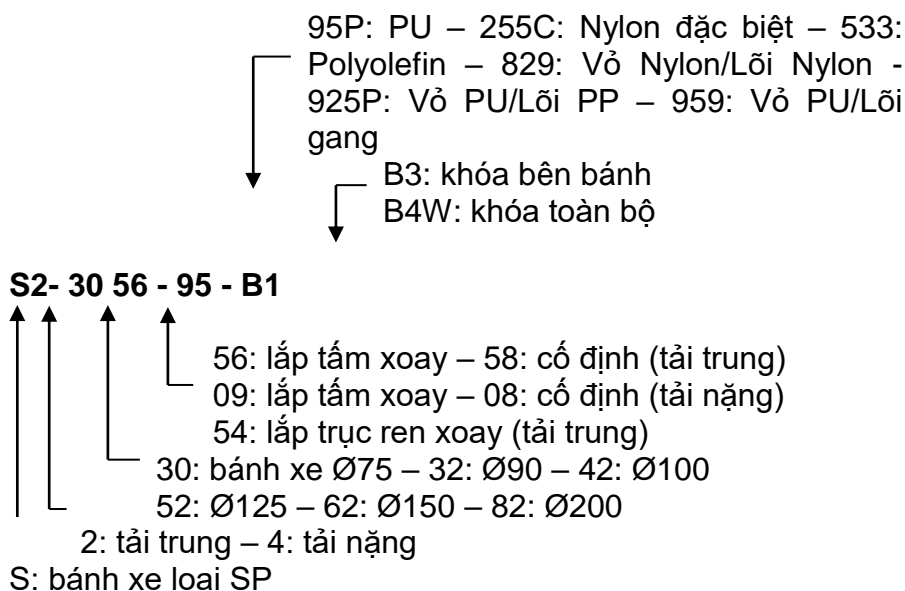 95P: PU – 255C: Nylon đặc biệt – 533:
Polyolefin – 829: Vỏ Nylon/Lõi Nylon -
925P: Vỏ PU/Lõi PP – 959: Vỏ PU/Lõi
gang
B3: khóa bên bánh
B4W: khóa toàn bộ
S2- 30 56 - 95 - B1
56: lắp tấm xoay – 58: cố định (tải trung)
09: lắp tấm xoay – 08: cố định (tải nặng)
54: lắp trục ren xoay (tải trung)
30: bánh xe Ø75 – 32: Ø90 – 42: Ø100
52: Ø125 – 62: Ø150 – 82: Ø200
2: tải trung – 4: tải nặng
S: bánh xe loại SP